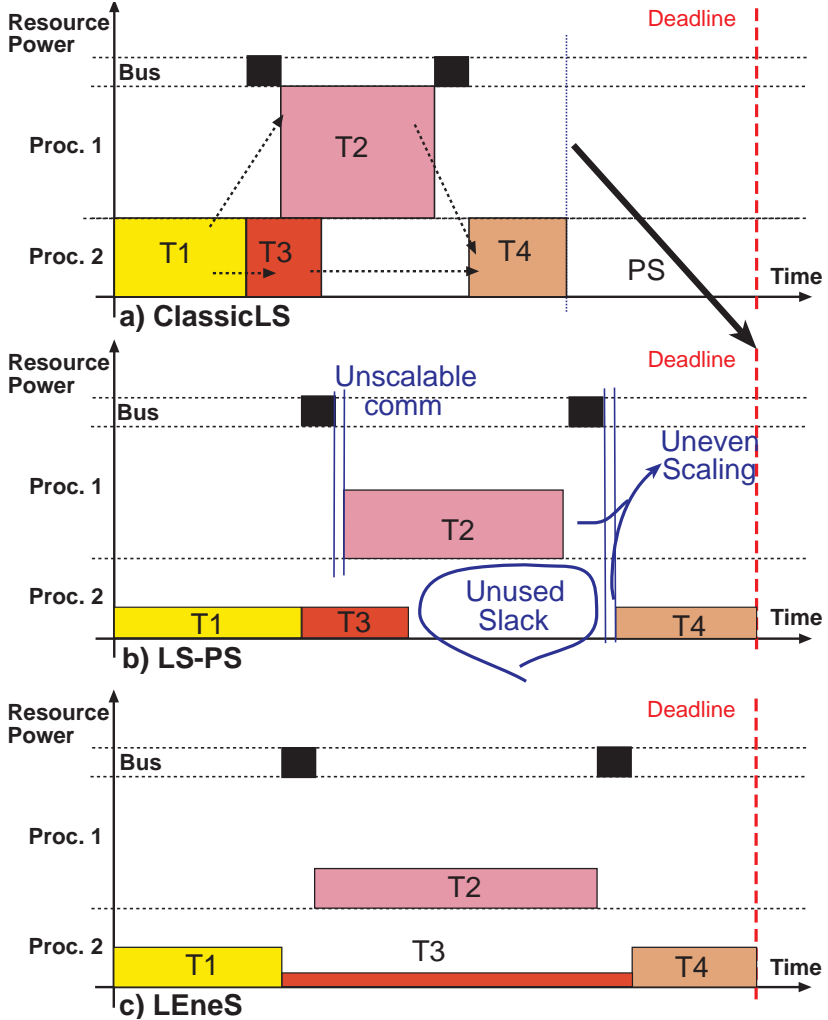 Resource
Power
Deadline
Bus
Proc. 1
T2
Proc. 2
T1
T3
T4
PS
Time
a) ClassicLS
Resource
Power
Deadline
Unscalable
comm
Bus
Uneven
Scaling
Proc. 1
T2
Proc. 2
Unused
Slack
T1
T3
T4
Time
b) LS-PS
Resource
Power
Deadline
Bus
Proc. 1
T2
Proc. 2
T3
T1
T4
Time
c) LEneS